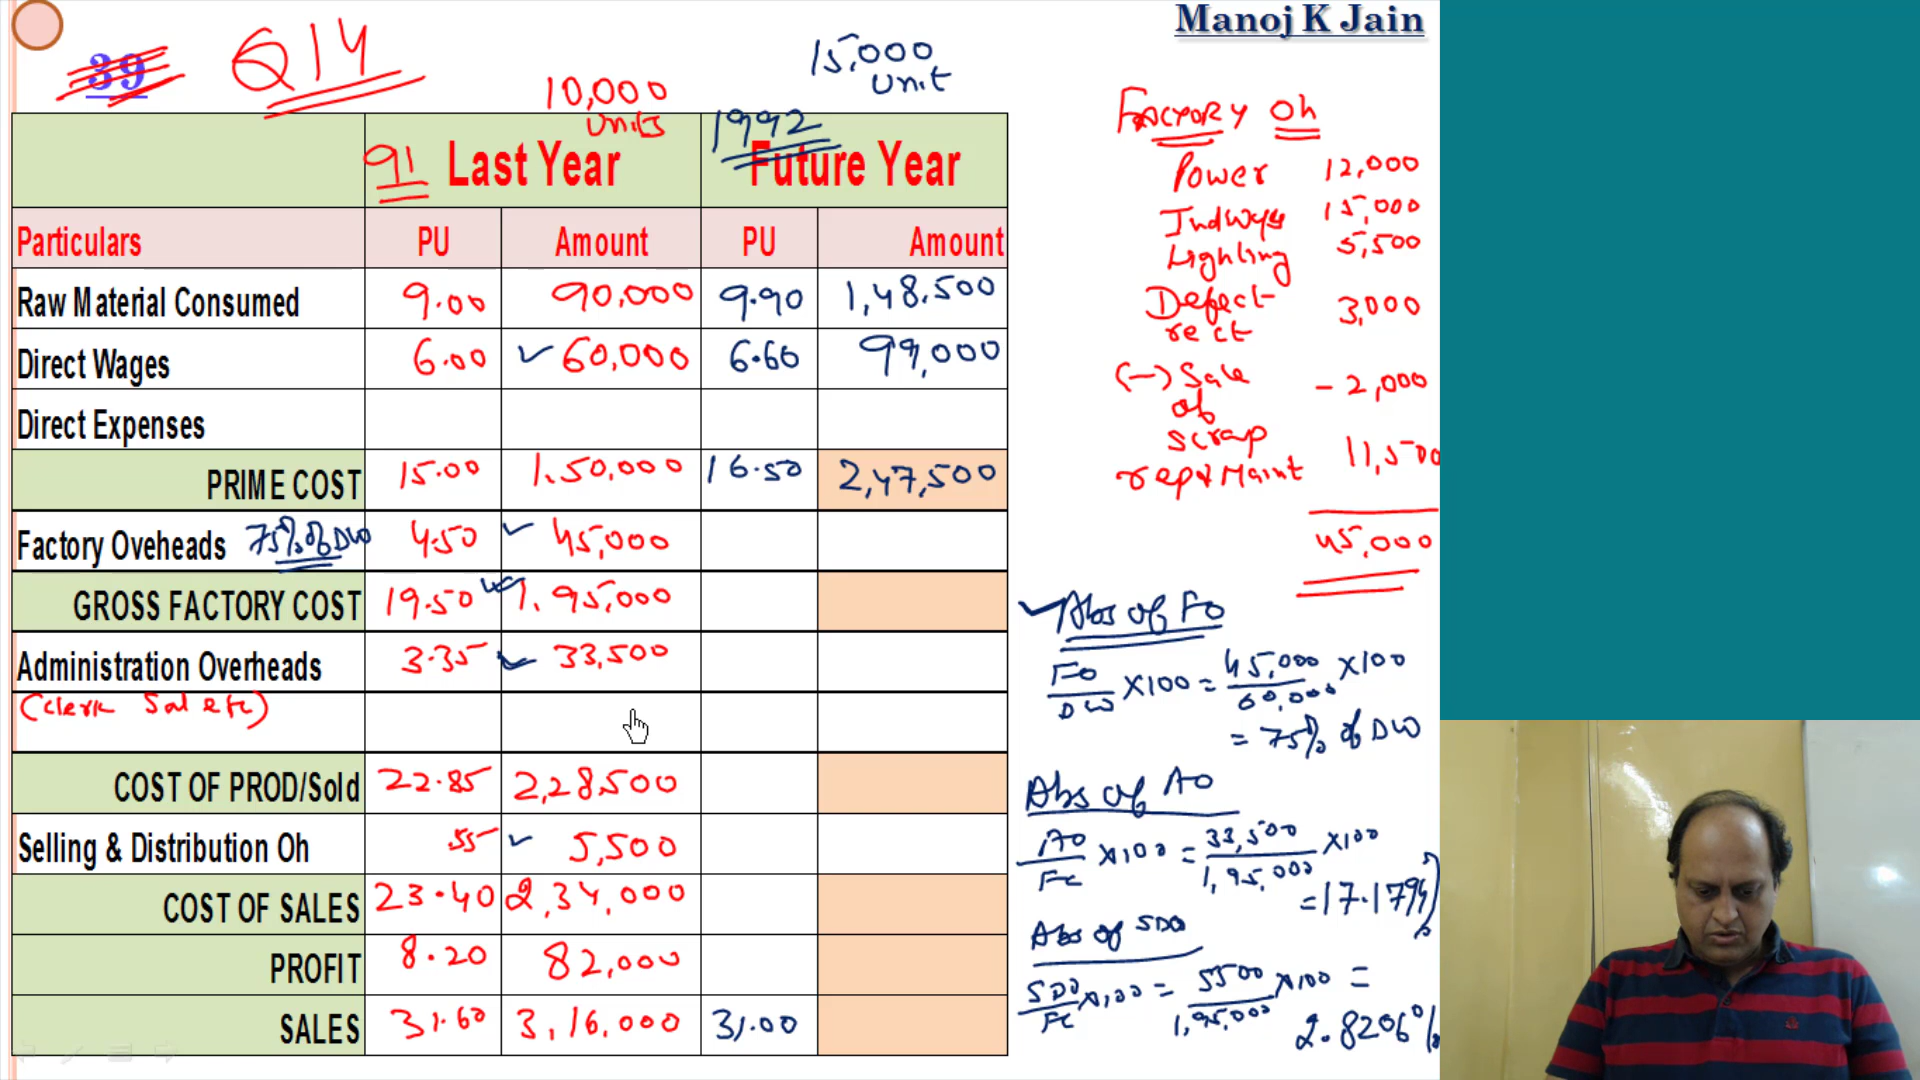 Manoj K Jain
39 Q14
10,000 units
15,000 unit
91 Last Year 1992 Future Year
Particulars PU Amount PU Amount
Raw Material Consumed 9.00 90,000 9.90 1,48,500
Direct Wages 6.00 60,000 6.60 99,000
Direct Expenses
PRIME COST 15.00 1,50,000 16.50 2,47,500
Factory Oveheads 75% of DW 4.50 45,000
GROSS FACTORY COST 19.50 1,95,000
Administration Overheads 3.35 33,500
(Clerk Sal etc)
COST OF PROD/Sold 22.85 2,28,500
Selling & Distribution Oh .55 5,500
COST OF SALES 23.40 2,34,000
PROFIT 8.20 82,000
SALES 31.60 3,16,000 31.00
FACTORY Oh
Power 12,000
Ind Wgs 15,000
Lighting 5,500
Defect- 3,000
rect
(-) Sale - 2,000
of
scrap
rep & Maint 11,500
45,000
Abs of FO
FO/DW X100 = 45,000/60,000 X100
= 75% of DW
Abs of AO
AO/FC X100 = 33,500/1,95,000 X100
=17.179%
Abs of SDO
SDO/FC X100 = 5500/1,95,000 X100 =
2.8206%